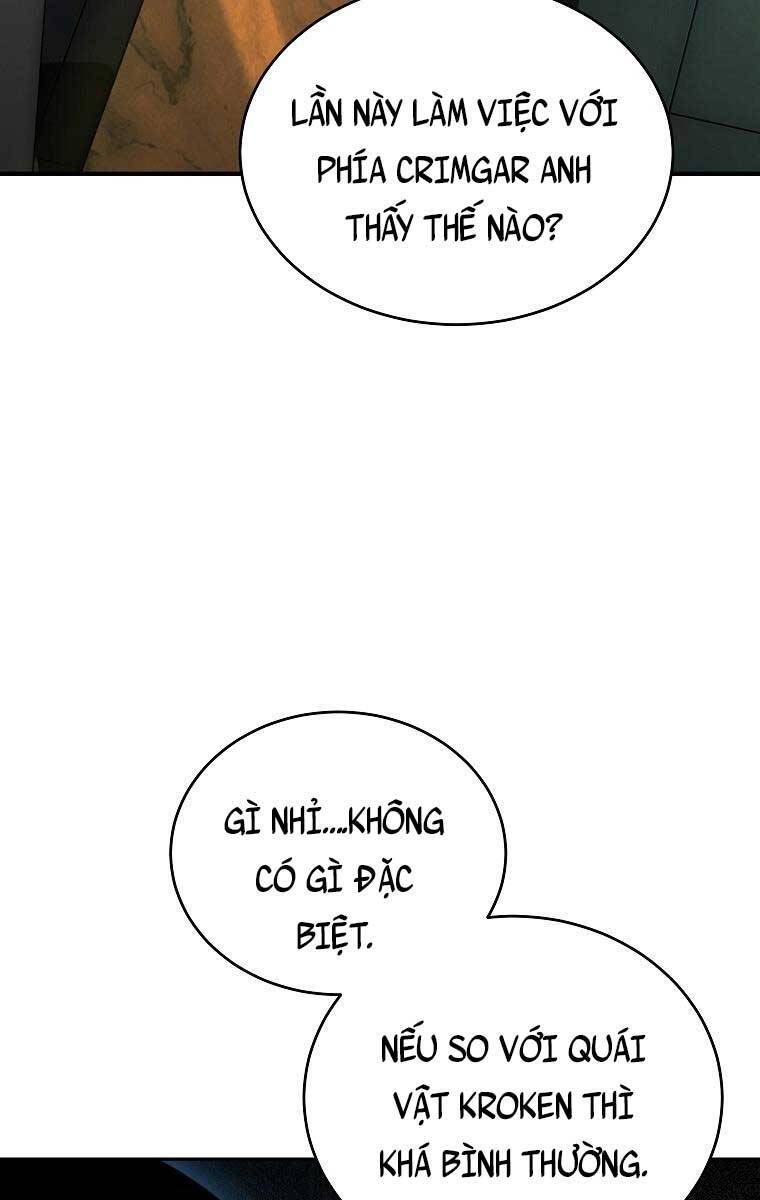 LẦN NÀY LÀM VIỆC VỚI
PHÍA CRIMGAR ANH
THẤY THẾ NÀO?
GÌ NHỈ....KHÔNG
CÓ GÌ ĐẶC
BIỆT.
NẾU SO VỚI QUÁI
VẬT KROKEN THÌ
KHÁ BÌNH THƯỜNG.